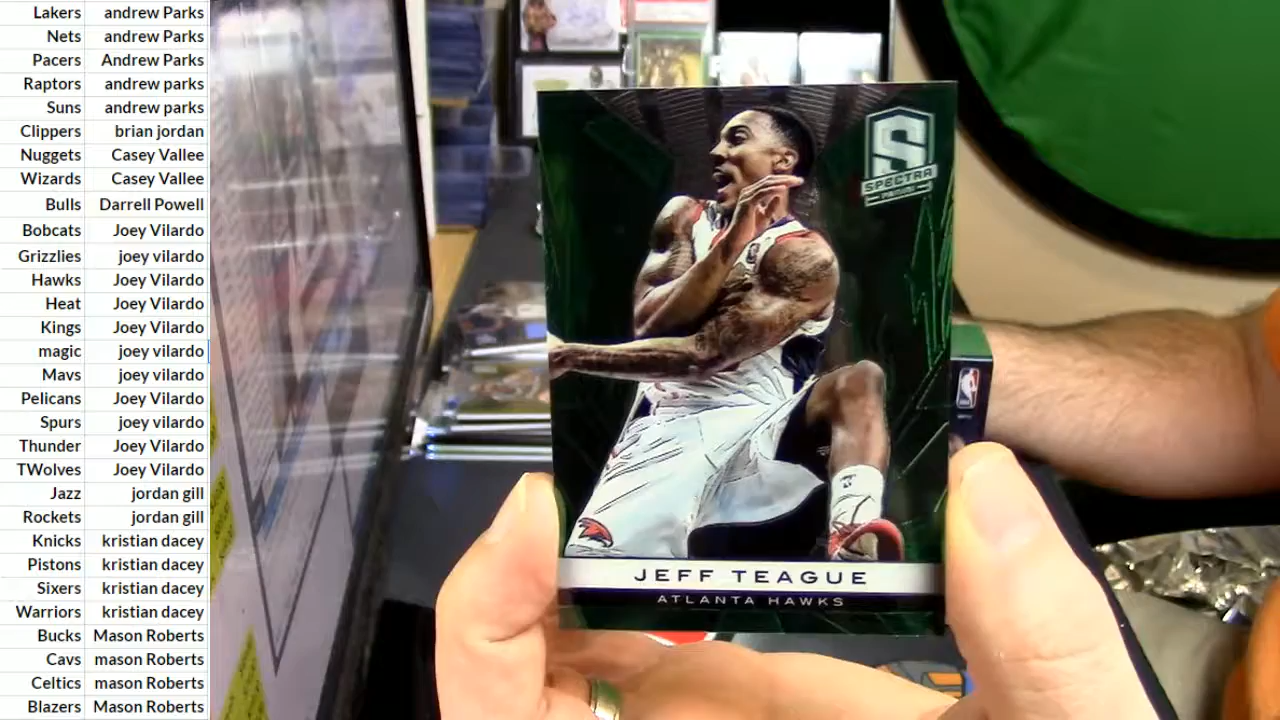 Lakers andrew Parks
Nets andrew Parks
Pacers Andrew Parks
Raptors andrew parks
Suns andrew parks
Clippers brian jordan
Nuggets Casey Vallee
Wizards Casey Vallee
Bulls Darrell Powell
Bobcats Joey Vilardo
Grizzlies joey vilardo
Hawks Joey Vilardo
Heat Joey Vilardo
Kings Joey Vilardo
magic joey vilardo
Mavs joey vilardo
Pelicans Joey Vilardo
Spurs joey vilardo
Thunder Joey Vilardo
TWolves Joey Vilardo
Jazz jordan gill
Rockets jordan gill
Knicks kristian dacey
Pistons kristian dacey
Sixers kristian dacey
Warriors kristian dacey
Bucks Mason Roberts
Cavs mason Roberts
Celtics mason Roberts
Blazers Mason Roberts
S
SPECTRA
JEFF TEAGUE
ATLANTA HAWKS